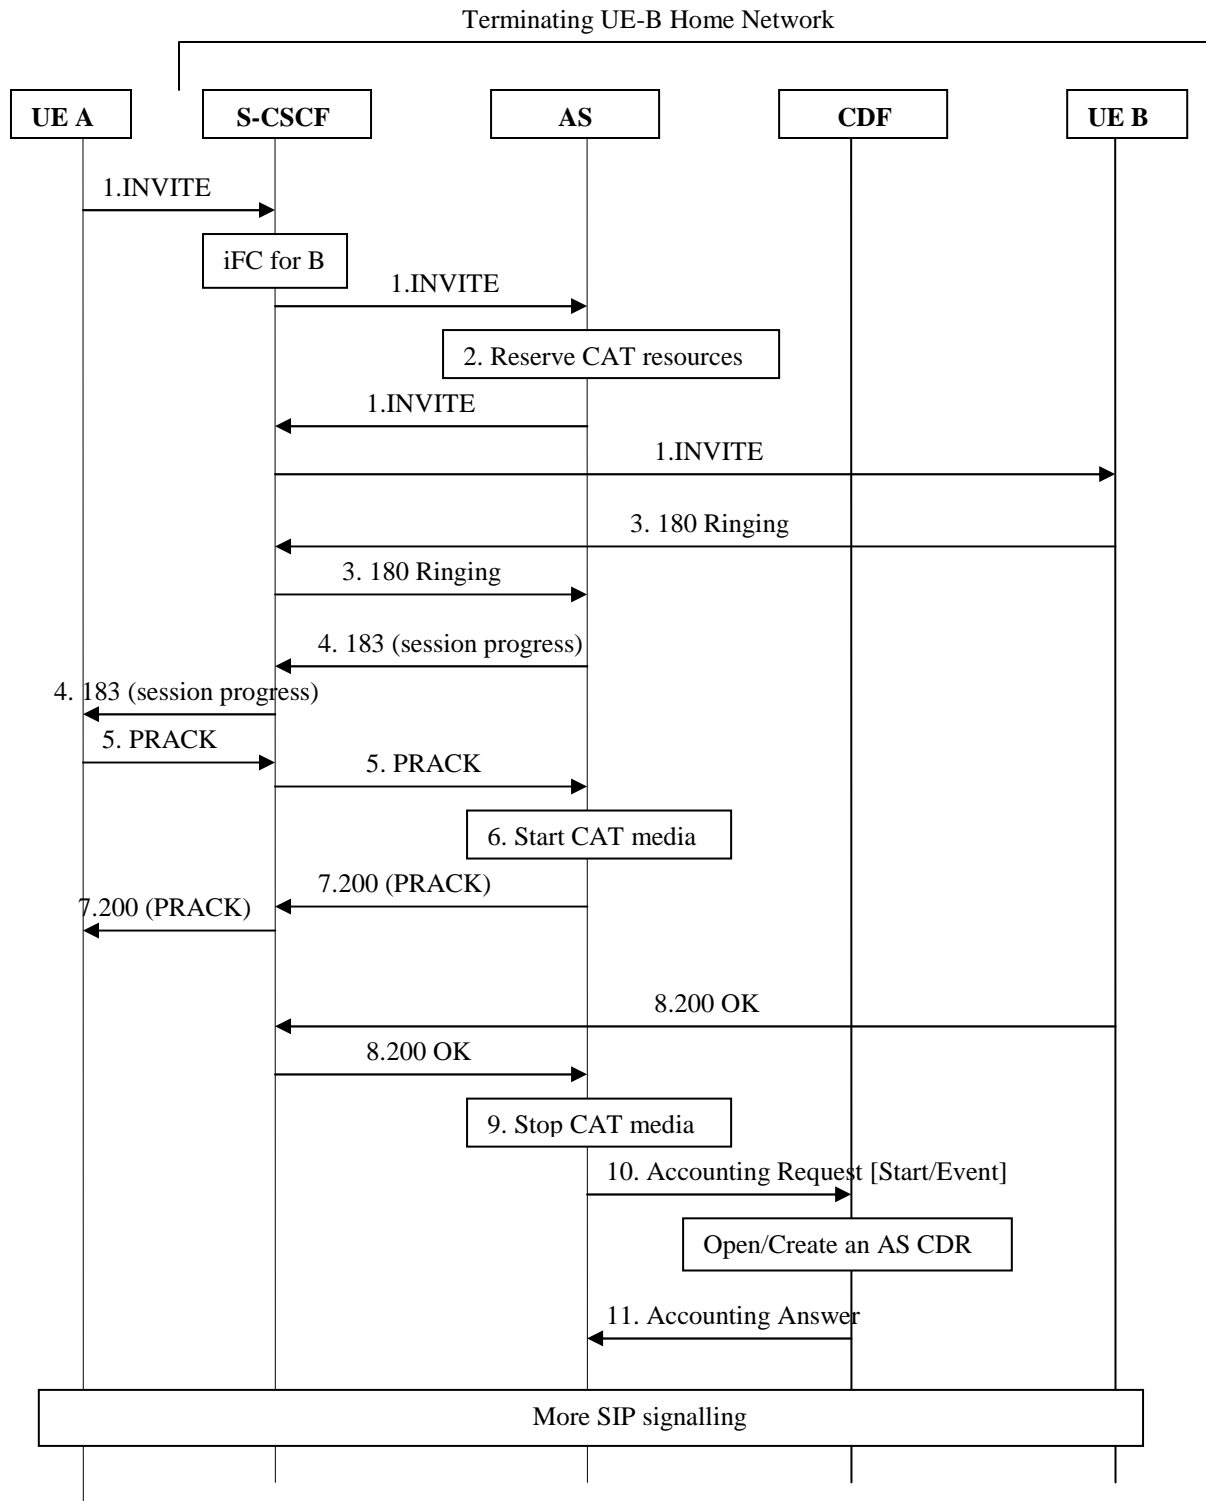 Terminating UE-B Home Network
UE A
S-CSCF
AS
CDF
UE B
1.INVITE
iFC for B
1.INVITE
2. Reserve CAT resources
1.INVITE
1.INVITE
3. 180 Ringing
3. 180 Ringing
4. 183 (session progress)
4. 183 (session progress)
5. PRACK
5. PRACK
6. Start CAT media
7.200 (PRACK)
7.200 (PRACK)
8.200 OK
8.200 OK
9. Stop CAT media
10. Accounting Request [Start/Event]
Open/Create an AS CDR
11. Accounting Answer
More SIP signalling